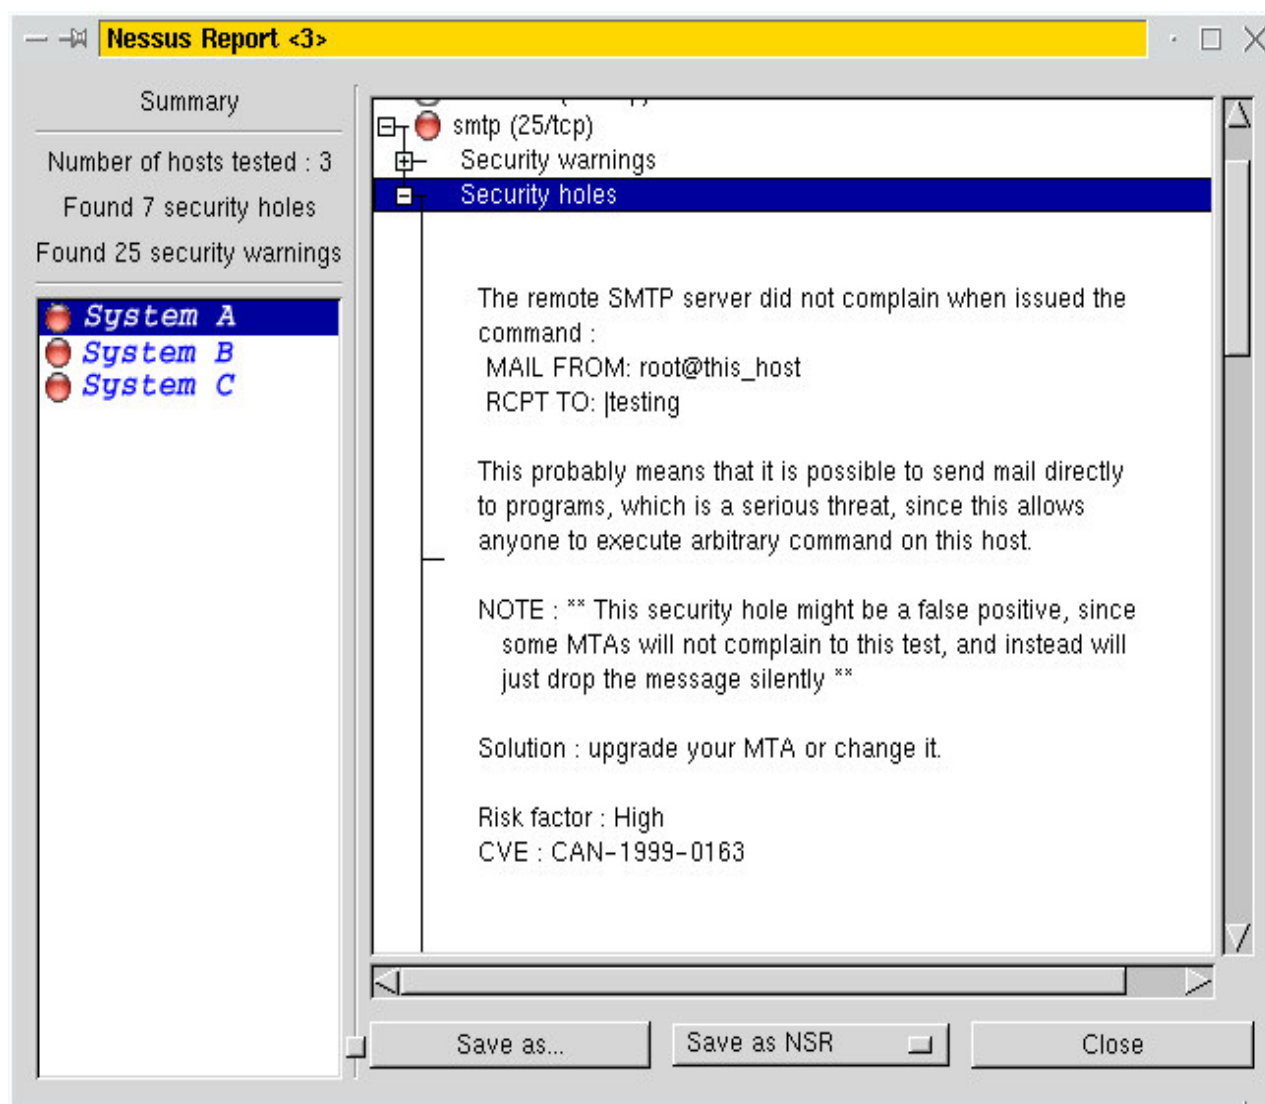 Nessus Report <3>
Summary
Number of hosts tested : 3
Found 7 security holes
Found 25 security warnings
System A
System B
System C
smtp (25/tcp)
Security warnings
Security holes
The remote SMTP server did not complain when issued the
command :
MAIL FROM: root@this_host
RCPT TO: |testing
This probably means that it is possible to send mail directly
to programs, which is a serious threat, since this allows
anyone to execute arbitrary command on this host.
NOTE : ** This security hole might be a false positive, since
some MTAs will not complain to this test, and instead will
just drop the message silently **
Solution : upgrade your MTA or change it.
Risk factor : High
CVE : CAN-1999-0163
Save as...
Save as NSR
Close